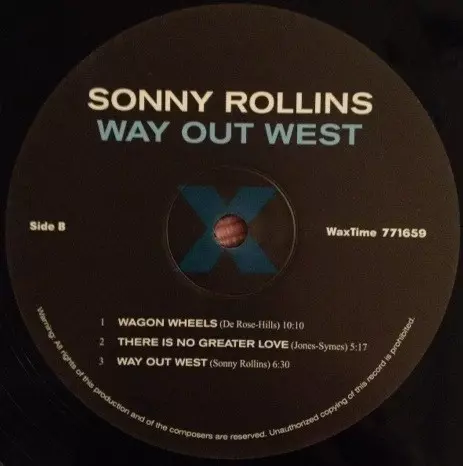 SONNY ROLLINS
WAY OUT WEST
X
Side B
WaxTime 771659
1 WAGON WHEELS (De Rose-Hills) 10:10
2 THERE IS NO GREATER LOVE (Jones-Symes) 5:17
3 WAY OUT WEST (Sonny Rollins) 6:30
Warning: All rights of this production and of the composers are reserved. Unauthorized copying of this record is prohibited.